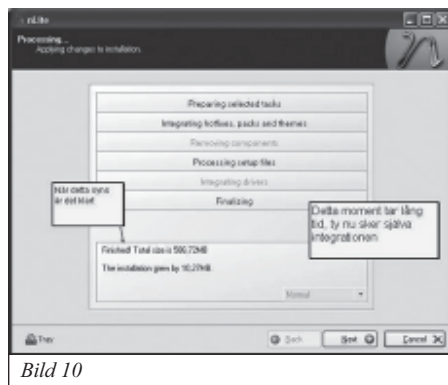 nLite
Processing...
Applying changes to installation.
Preparing selected tasks
Integrating hotfixes, packs and themes
Removing components
Processing setup files
Integrating drivers
Finalizing
När detta syns
är det klart.
Detta moment tar lång
tid, ty nu sker själva
integrationen
Finished! Total size is 586,72MB
The installation grew by 10,27MB.
Normal
Tray
Back
Next
Cancel
Bild 10